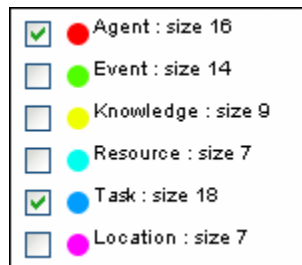 Agent : size 16
Event : size 14
Knowledge : size 9
Resource : size 7
Task : size 18
Location : size 7